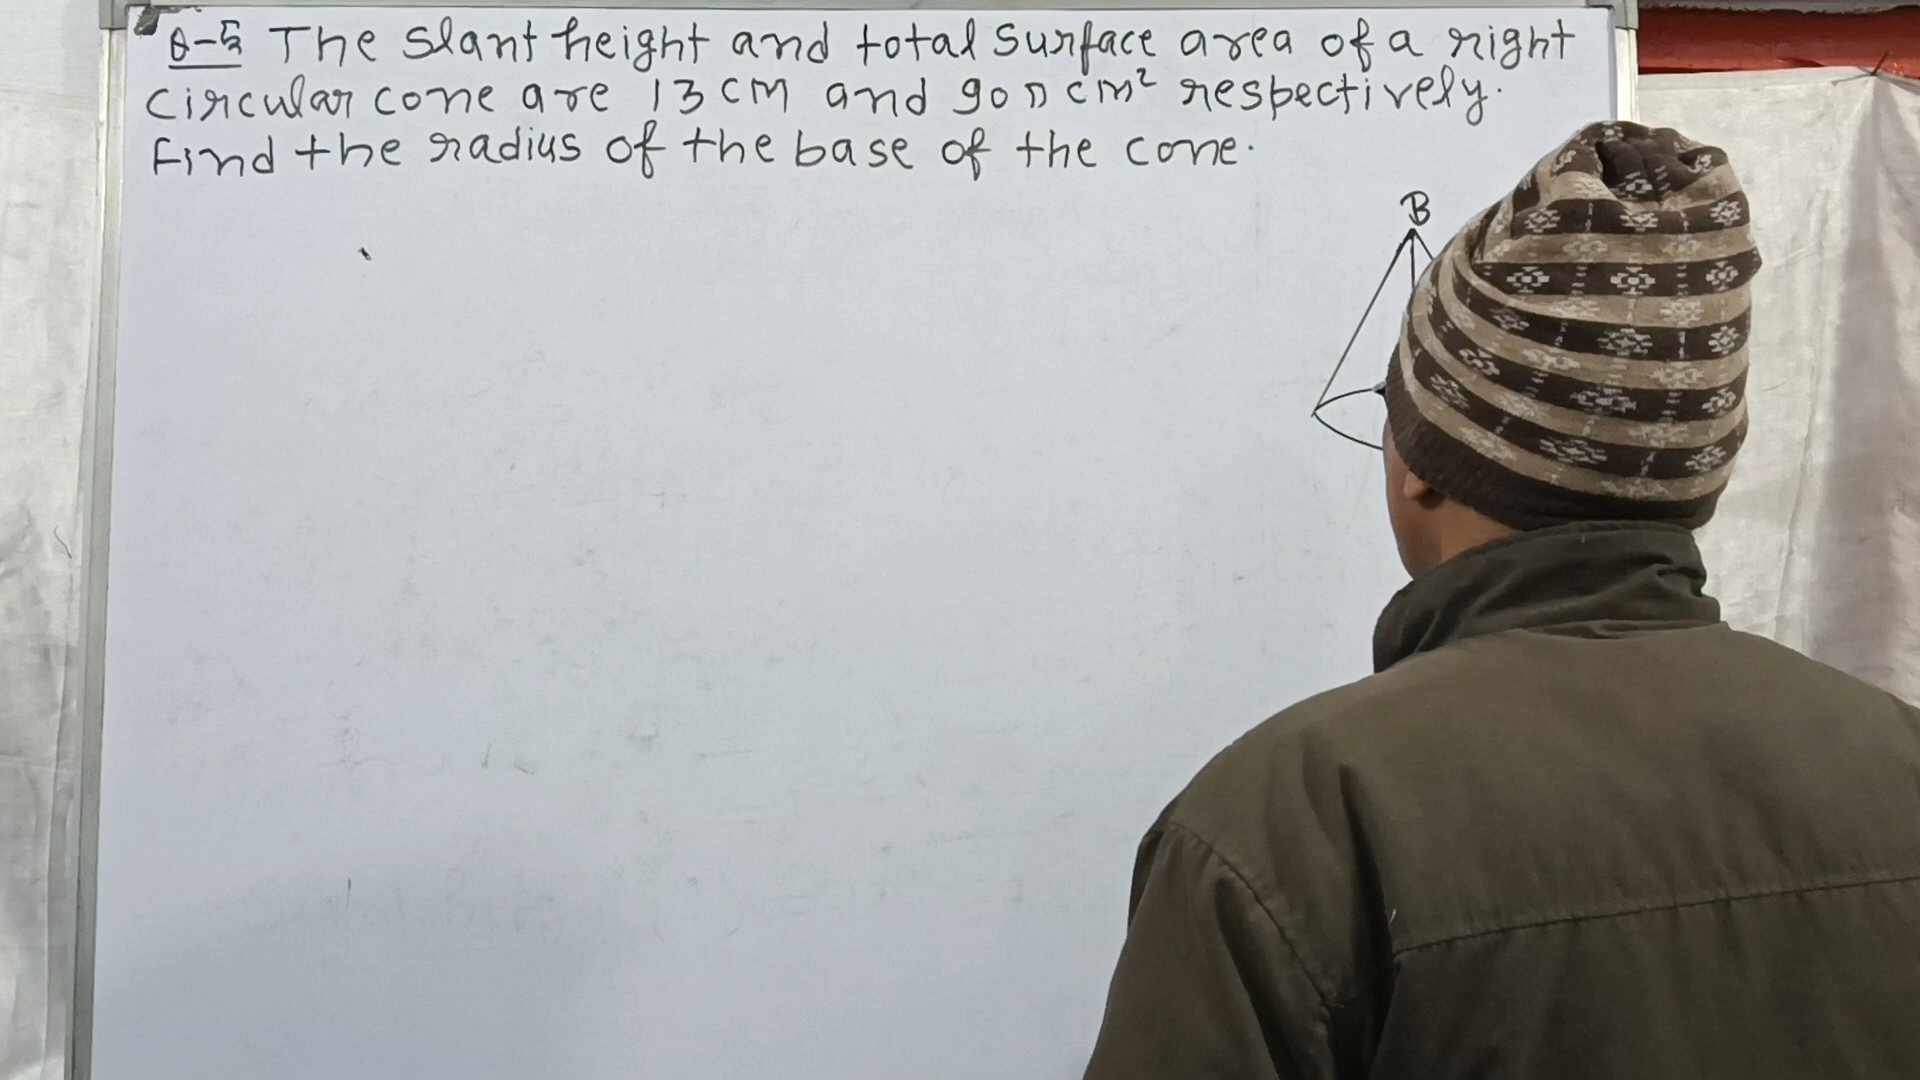 Q-5 The slant height and total surface area of a right
circular cone are 13 cm and 90π cm² respectively.
Find the radius of the base of the cone.
B